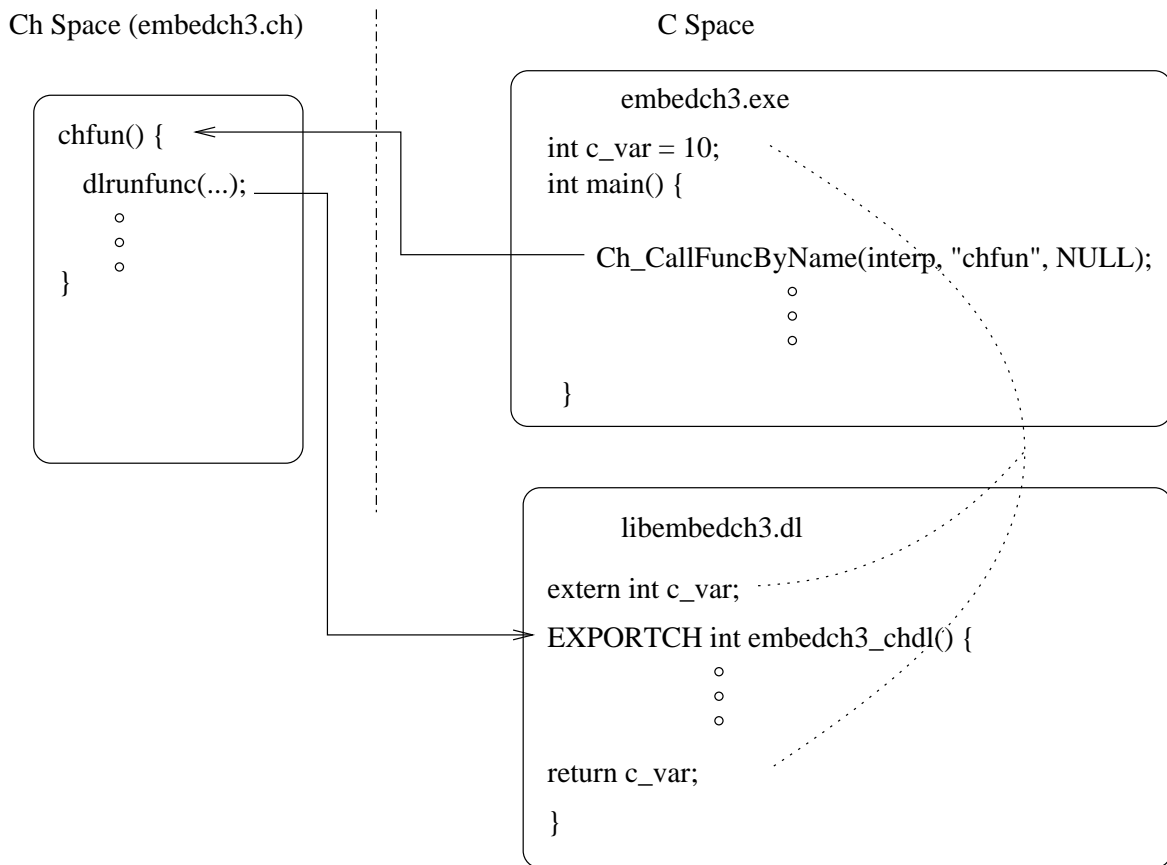 Ch Space (embedch3.ch)
C Space
chfun() {
dlrunfunc(...);
}
embedch3.exe
int c_var = 10;
int main() {
Ch_CallFuncByName(interp, "chfun", NULL);
}
libembedch3.dl
extern int c_var;
EXPORTCH int embedch3_chdl() {
return c_var;
}